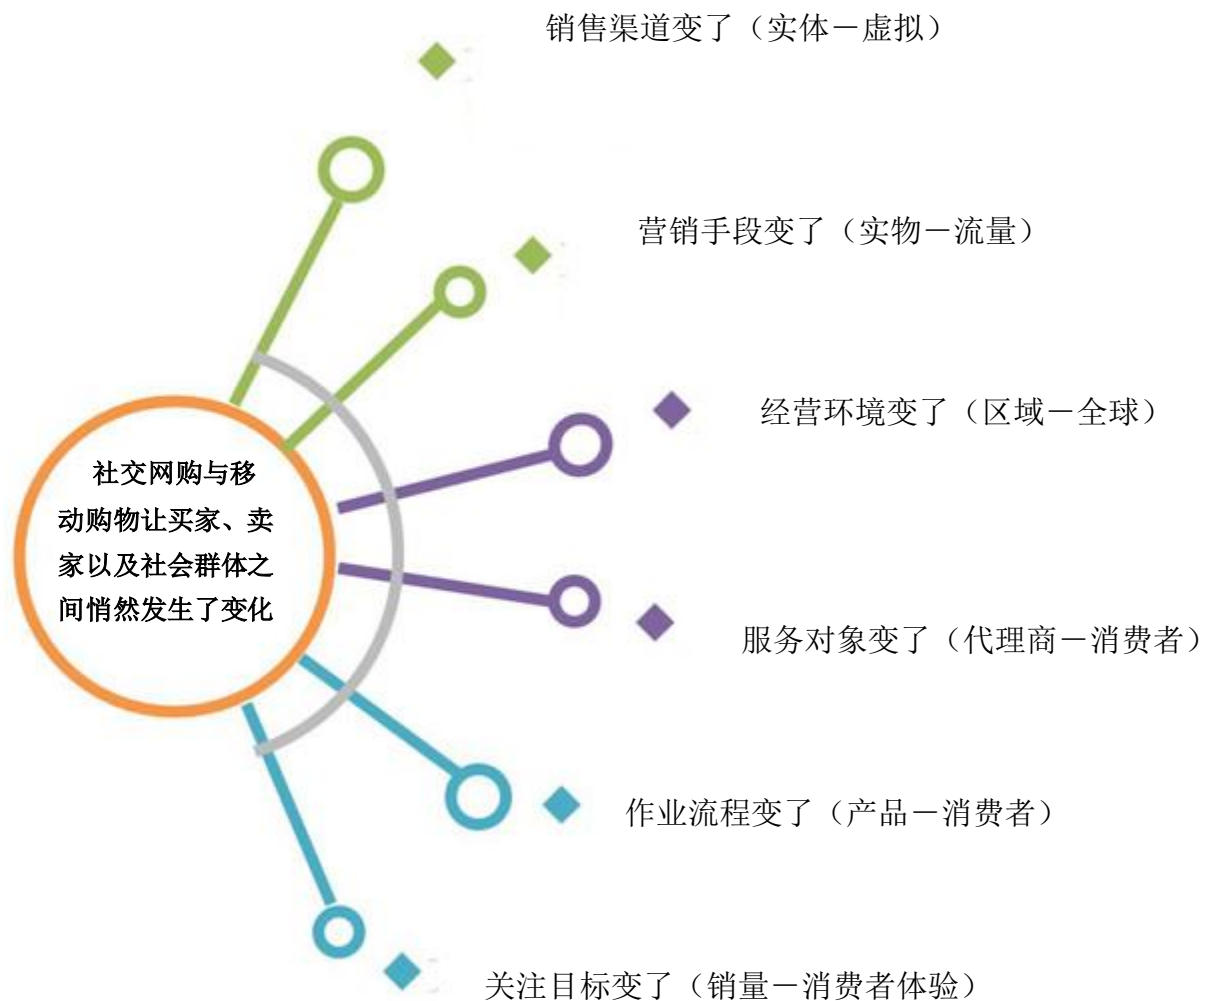 销售渠道变了（实体－虚拟）
营销手段变了（实物－流量）
经营环境变了（区域－全球）
社交网购与移
动购物让买家、卖
家以及社会群体之
间悄然发生了变化
服务对象变了（代理商－消费者）
作业流程变了（产品－消费者）
关注目标变了（销量－消费者体验）